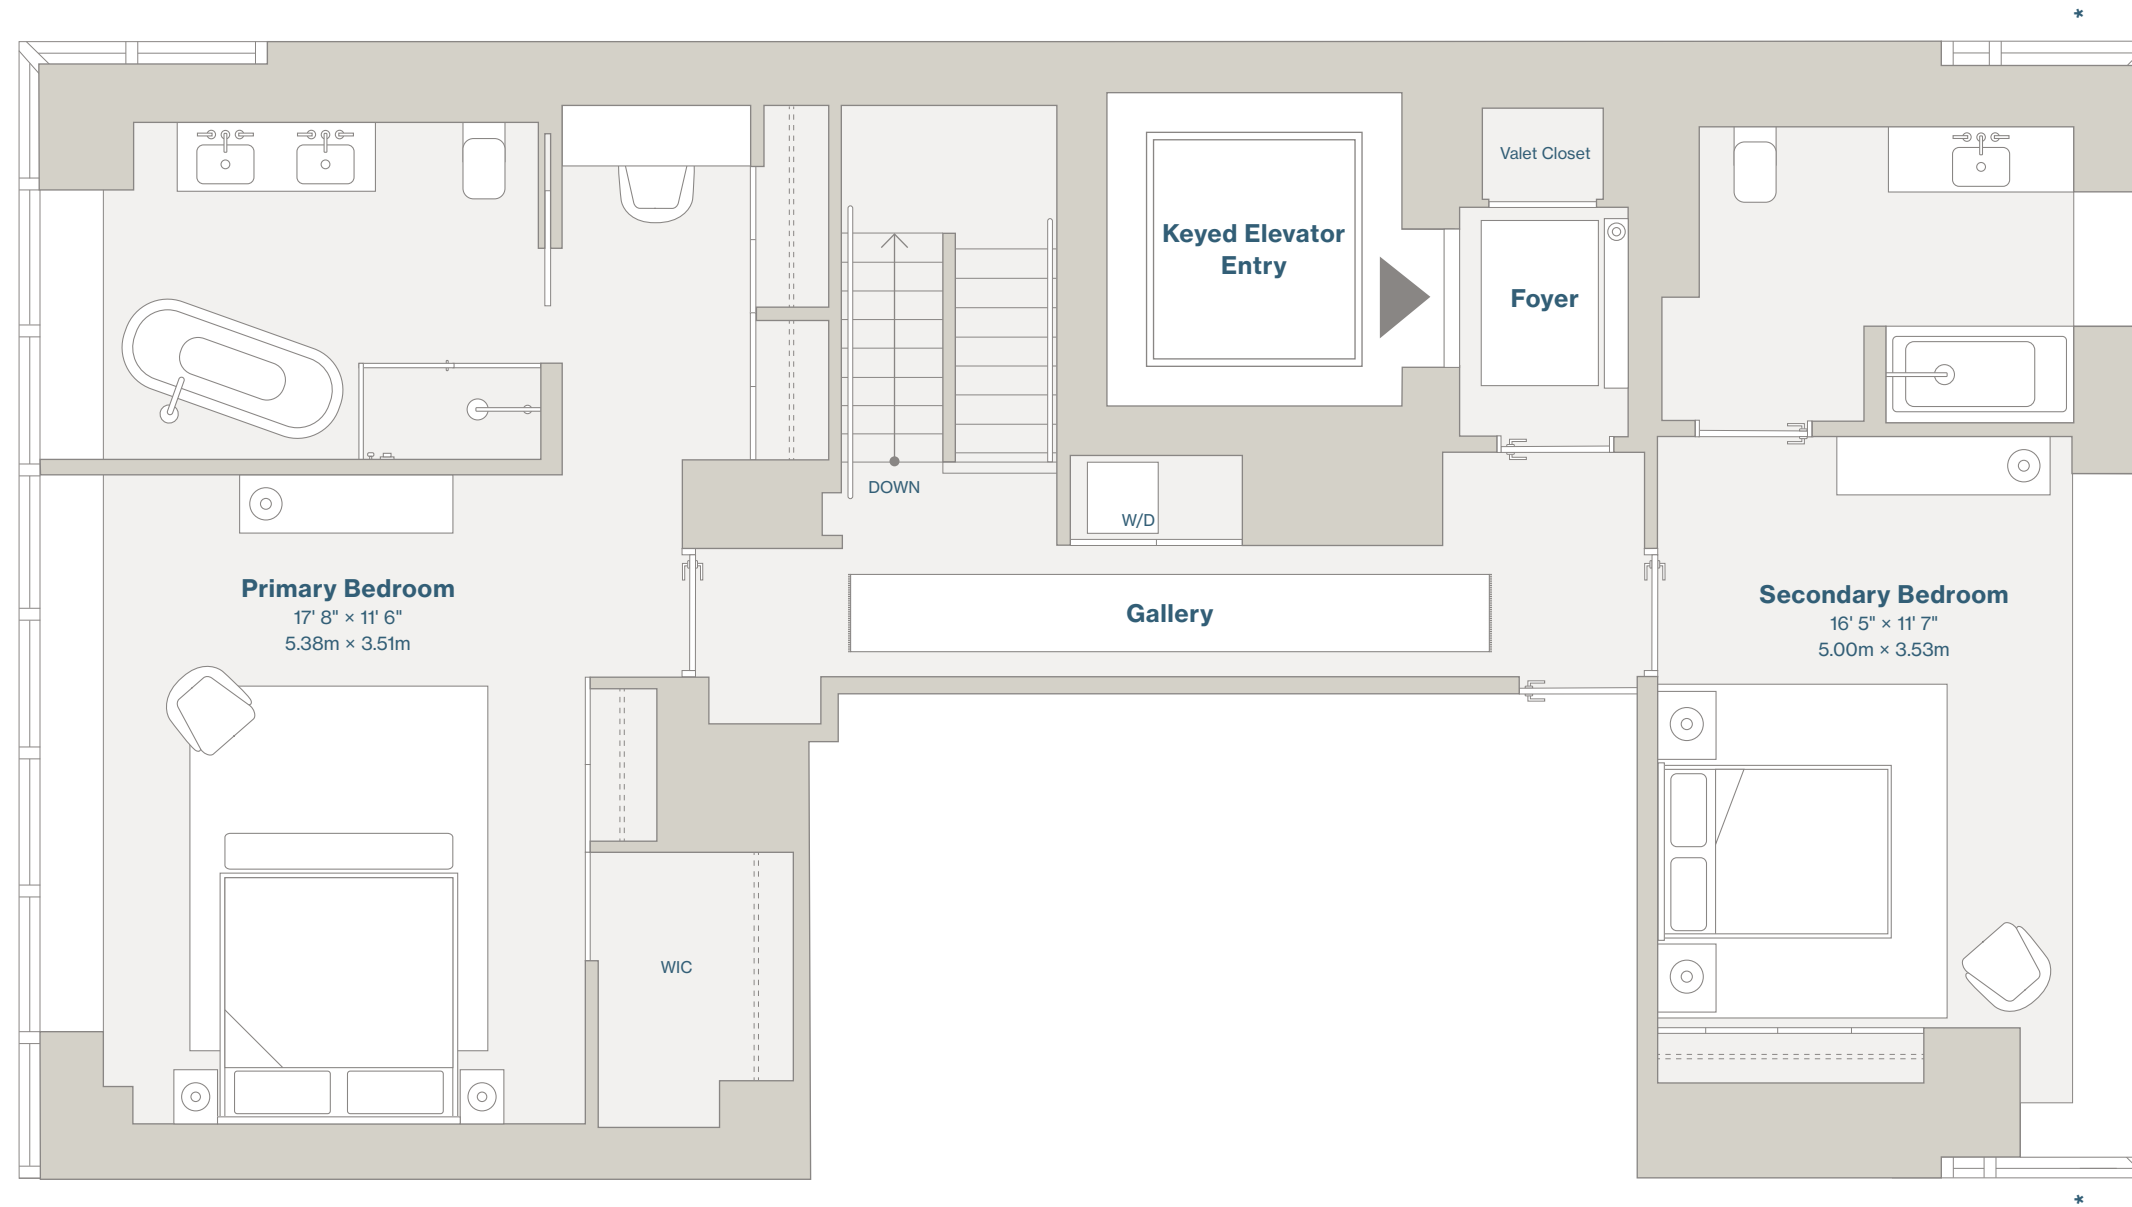 *
Valet Closet
Keyed Elevator
Entry
Foyer
DOWN
W/D
Primary Bedroom
17' 8" × 11' 6"
5.38m × 3.51m
Gallery
Secondary Bedroom
16' 5" × 11' 7"
5.00m × 3.53m
WIC
*